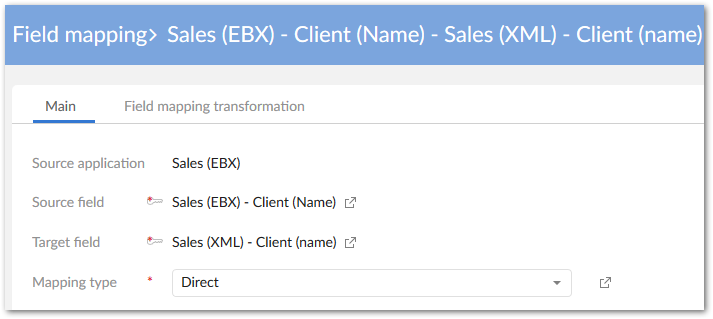 Field mapping> Sales (EBX) - Client (Name) - Sales (XML) - Client (name)
Main Field mapping transformation
Source application Sales (EBX)
Source field * Sales (EBX) - Client (Name)
Target field * Sales (XML) - Client (name)
Mapping type * Direct